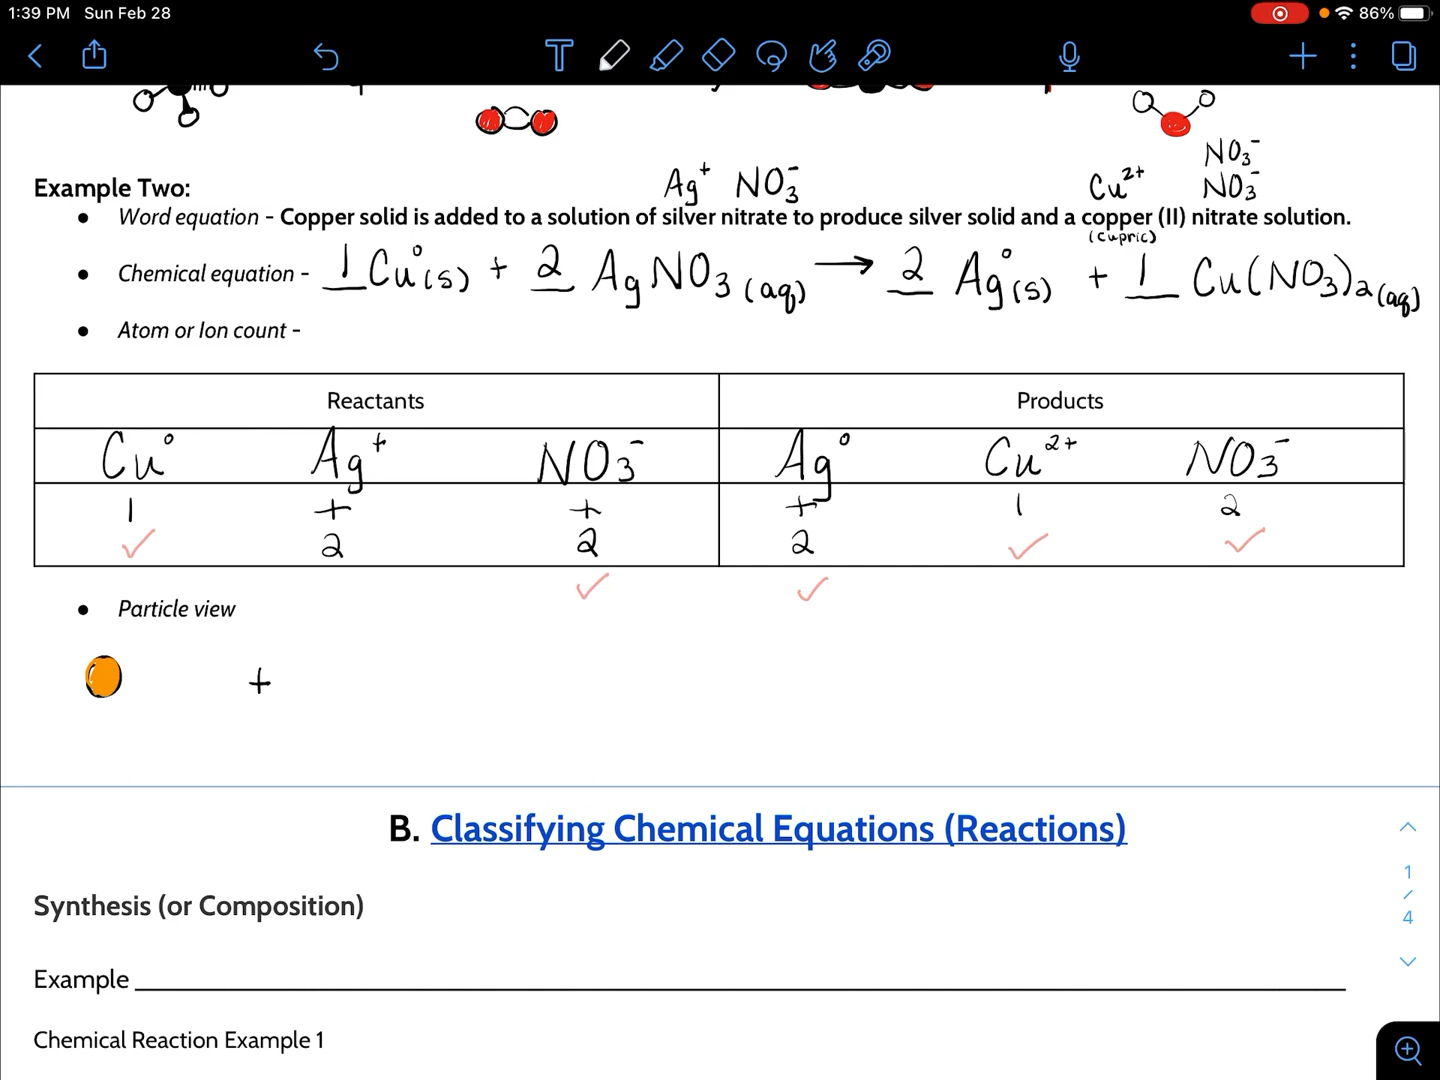 1:39 PM Sun Feb 28
86%
NO₃⁻
Ag⁺ NO₃⁻ Cu²⁺ NO₃⁻
Example Two:
● Word equation - Copper solid is added to a solution of silver nitrate to produce silver solid and a copper (II) nitrate solution.
(cupric)
● Chemical equation - 1 Cu°(s) + 2 AgNO₃(aq) → 2 Ag°(s) + 1 Cu(NO₃)₂(aq)
● Atom or Ion count -
Reactants Products
Cu° Ag⁺ NO₃⁻ Ag° Cu²⁺ NO₃⁻
1 + + + 1 2
✓ 2 2 2 ✓ ✓
✓ ✓
● Particle view
+
B. Classifying Chemical Equations (Reactions)
1
/
4
Synthesis (or Composition)
Example
Chemical Reaction Example 1